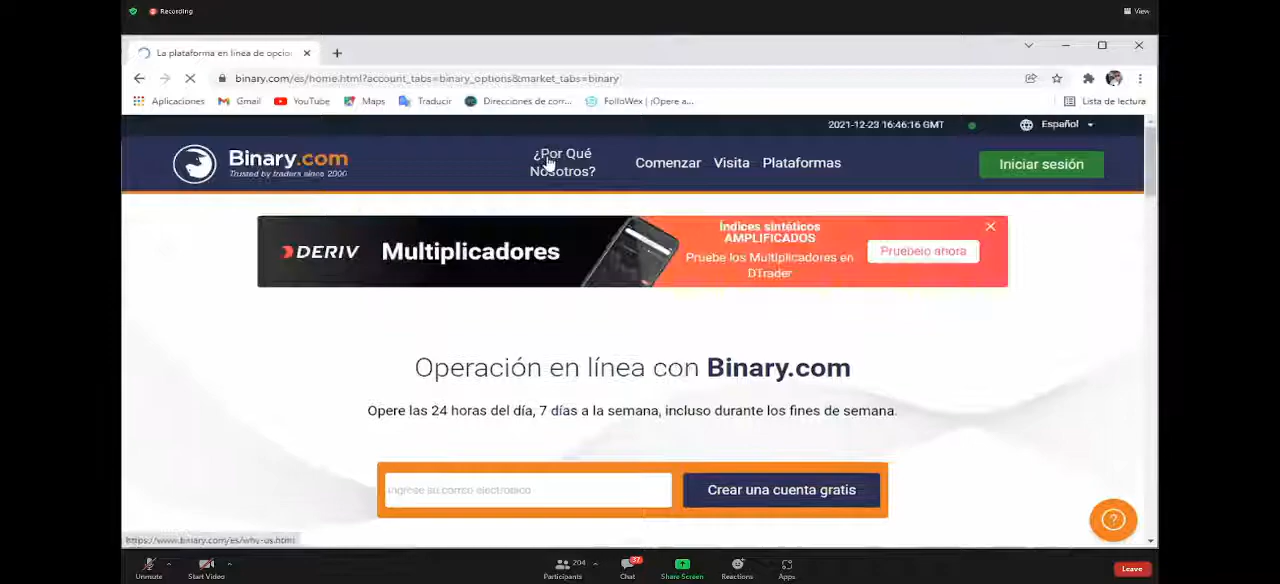 Recording
View
La plataforma en línea de opcio
binary.com/es/home.html?account_tabs=binary_options&market_tabs=binary
Aplicaciones
Gmail
YouTube
Maps
Traducir
Direcciones de corr...
FolloWex | ¡Opere a...
Lista de lectura
2021-12-23 16:46:16 GMT
Español
Binary.com
Trusted by traders since 2000
¿Por Qué
Nosotros?
Comenzar
Visita
Plataformas
Iniciar sesión
DERIV
Multiplicadores
Índices sintéticos
AMPLIFICADOS
Pruebe los Multiplicadores en
DTrader
Pruébelo ahora
Operación en línea con Binary.com
Opere las 24 horas del día, 7 días a la semana, incluso durante los fines de semana.
Ingrese su correo electrónico
Crear una cuenta gratis
https://www.binary.com/es/why-us.html
Unmute
Start Video
204
Participants
37
Chat
Share Screen
Reactions
Apps
Leave